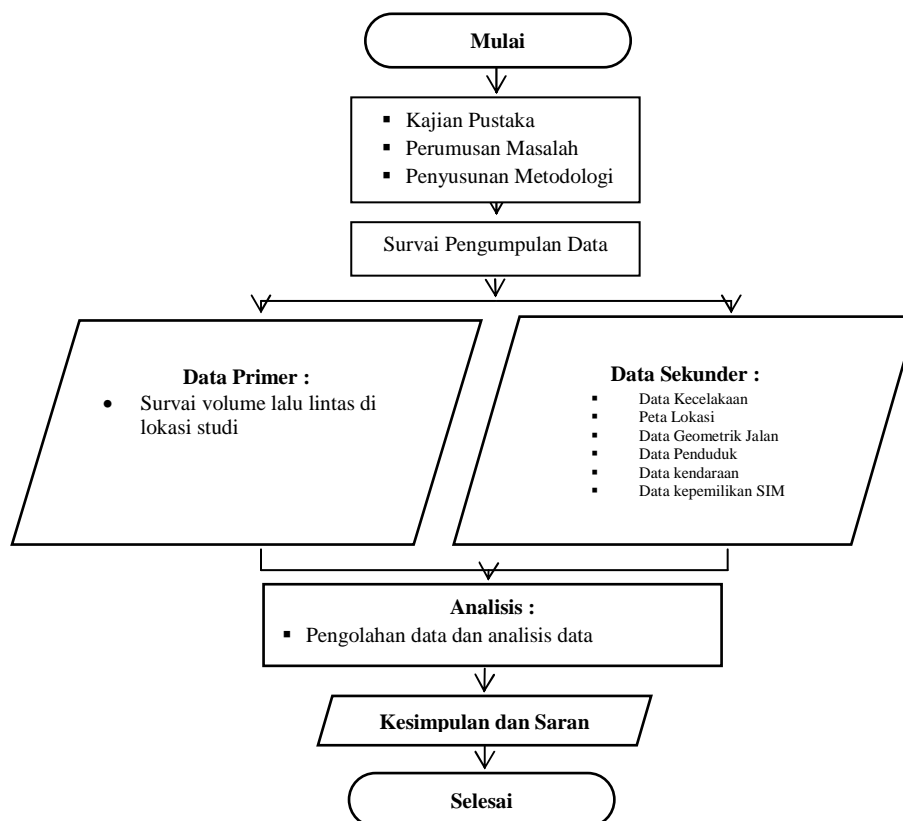 Mulai
▪ Kajian Pustaka
▪ Perumusan Masalah
▪ Penyusunan Metodologi
Survai Pengumpulan Data
Data Primer :
• Survai volume lalu lintas di
lokasi studi
Data Sekunder :
▪ Data Kecelakaan
▪ Peta Lokasi
▪ Data Geometrik Jalan
▪ Data Penduduk
▪ Data kendaraan
▪ Data kepemilikan SIM
Analisis :
▪ Pengolahan data dan analisis data
Kesimpulan dan Saran
Selesai